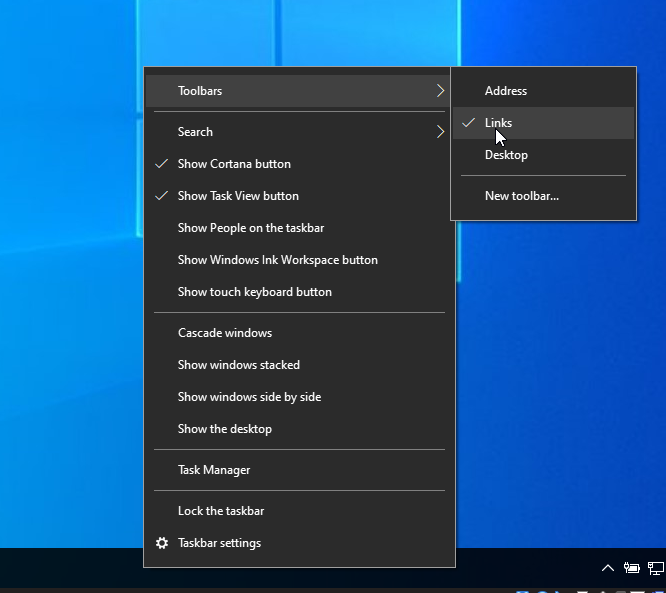 Toolbars
Search
Show Cortana button
Show Task View button
Show People on the taskbar
Show Windows Ink Workspace button
Show touch keyboard button
Cascade windows
Show windows stacked
Show windows side by side
Show the desktop
Task Manager
Lock the taskbar
Taskbar settings
Address
Links
Desktop
New toolbar...